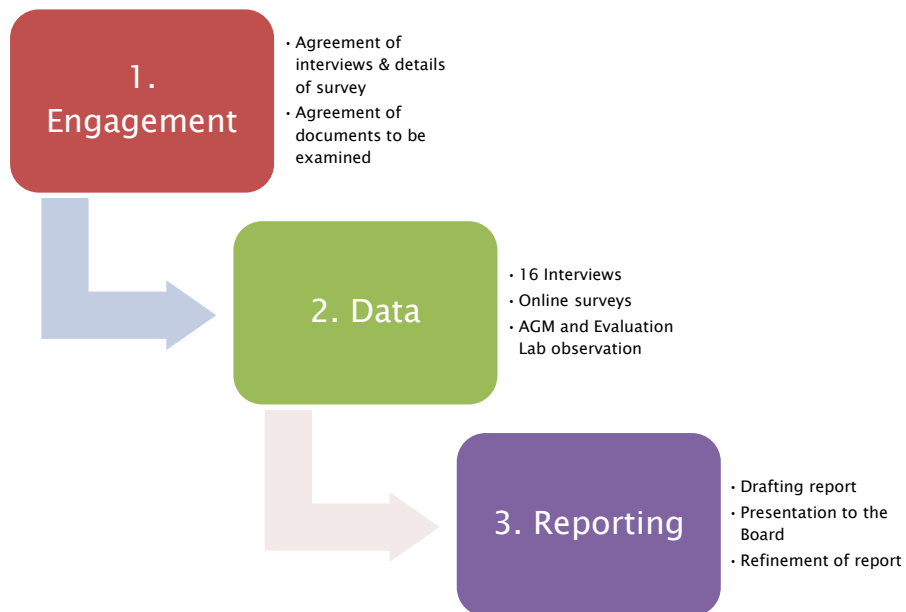 1.
Engagement
• Agreement of
interviews & details
of survey
• Agreement of
documents to be
examined
2. Data
• 16 Interviews
• Online surveys
• AGM and Evaluation
Lab observation
3. Reporting
• Drafting report
• Presentation to the
Board
• Refinement of report